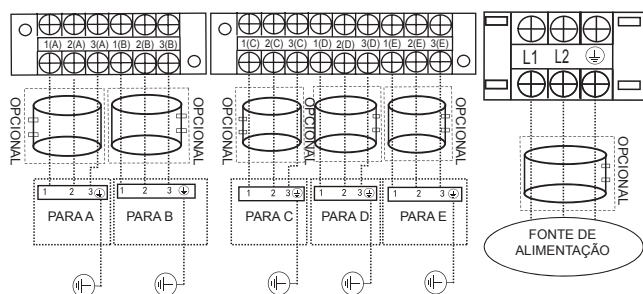 1(A) 2(A) 3(A) 1(B) 2(B) 3(B)
1(C) 2(C) 3(C) 1(D) 2(D) 3(D) 1(E) 2(E) 3(E)
L1 L2
OPCIONAL
OPCIONAL
OPCIONAL
OPCIONAL
OPCIONAL
1 2 3
1 2 3
1 2 3
1 2 3
1 2 3
PARA A
PARA B
PARA C
PARA D
PARA E
FONTE DE
ALIMENTAÇÃO